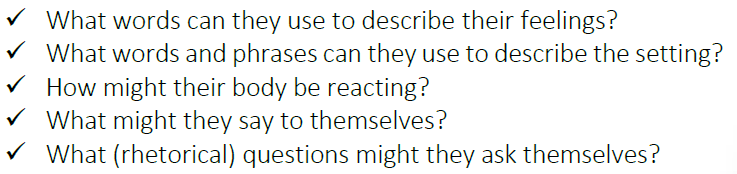 ✓ What words can they use to describe their feelings?
✓ What words and phrases can they use to describe the setting?
✓ How might their body be reacting?
✓ What might they say to themselves?
✓ What (rhetorical) questions might they ask themselves?